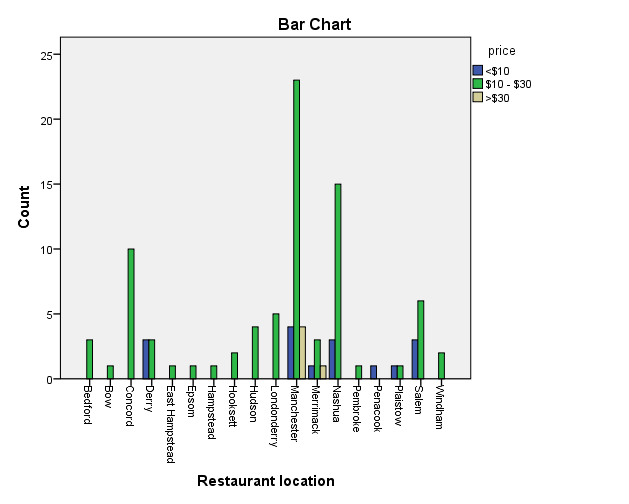 Bar Chart
price
<$10
$10 - $30
>$30
25
20
15
10
5
0
Count
Bedford
Bow
Concord
Derry
East Hampstead
Epsom
Hampstead
Hooksett
Hudson
Londonderry
Manchester
Merrimack
Nashua
Pembroke
Penacook
Plaistow
Salem
Windham
Restaurant location